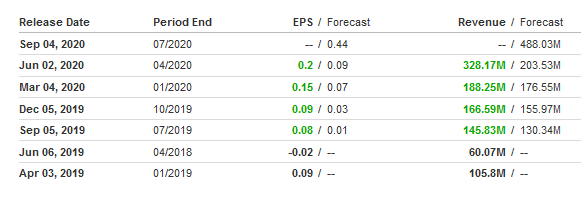 Release Date Period End EPS / Forecast Revenue / Forecast
Sep 04, 2020 07/2020 -- / 0.44 -- / 488.03M
Jun 02, 2020 04/2020 0.2 / 0.09 328.17M / 203.53M
Mar 04, 2020 01/2020 0.15 / 0.07 188.25M / 176.55M
Dec 05, 2019 10/2019 0.09 / 0.03 166.59M / 155.97M
Sep 05, 2019 07/2019 0.08 / 0.01 145.83M / 130.34M
Jun 06, 2019 04/2018 -0.02 / -- 60.07M / --
Apr 03, 2019 01/2019 0.09 / -- 105.8M / --